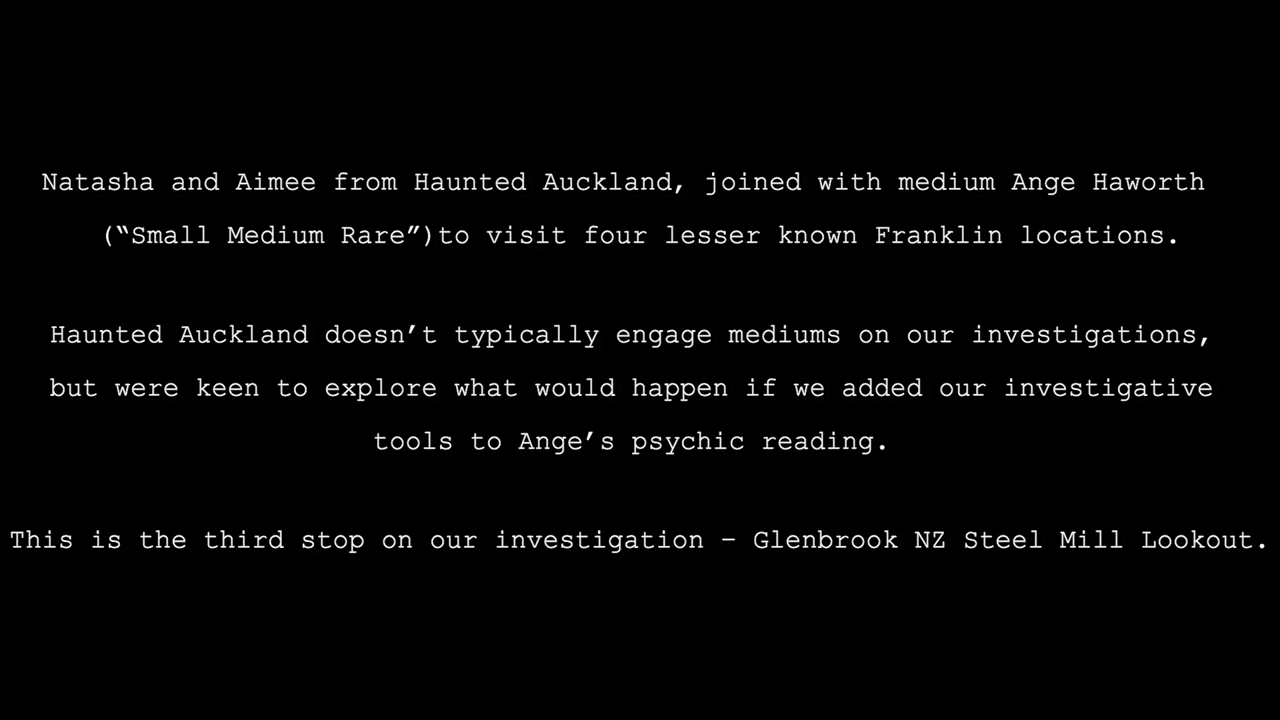 Natasha and Aimee from Haunted Auckland, joined with medium Ange Haworth
(“Small Medium Rare”)to visit four lesser known Franklin locations.
Haunted Auckland doesn’t typically engage mediums on our investigations,
but were keen to explore what would happen if we added our investigative
tools to Ange’s psychic reading.
This is the third stop on our investigation – Glenbrook NZ Steel Mill Lookout.